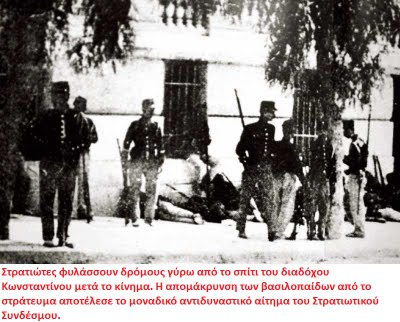 Στρατιώτες φυλάσσουν δρόμους γύρω από το σπίτι του διαδόχου
Κωνσταντίνου μετά το κίνημα. Η απομάκρυνση των βασιλοπαίδων από το
στράτευμα αποτέλεσε το μοναδικό αντιδυναστικό αίτημα του Στρατιωτικού
Συνδέσμου.